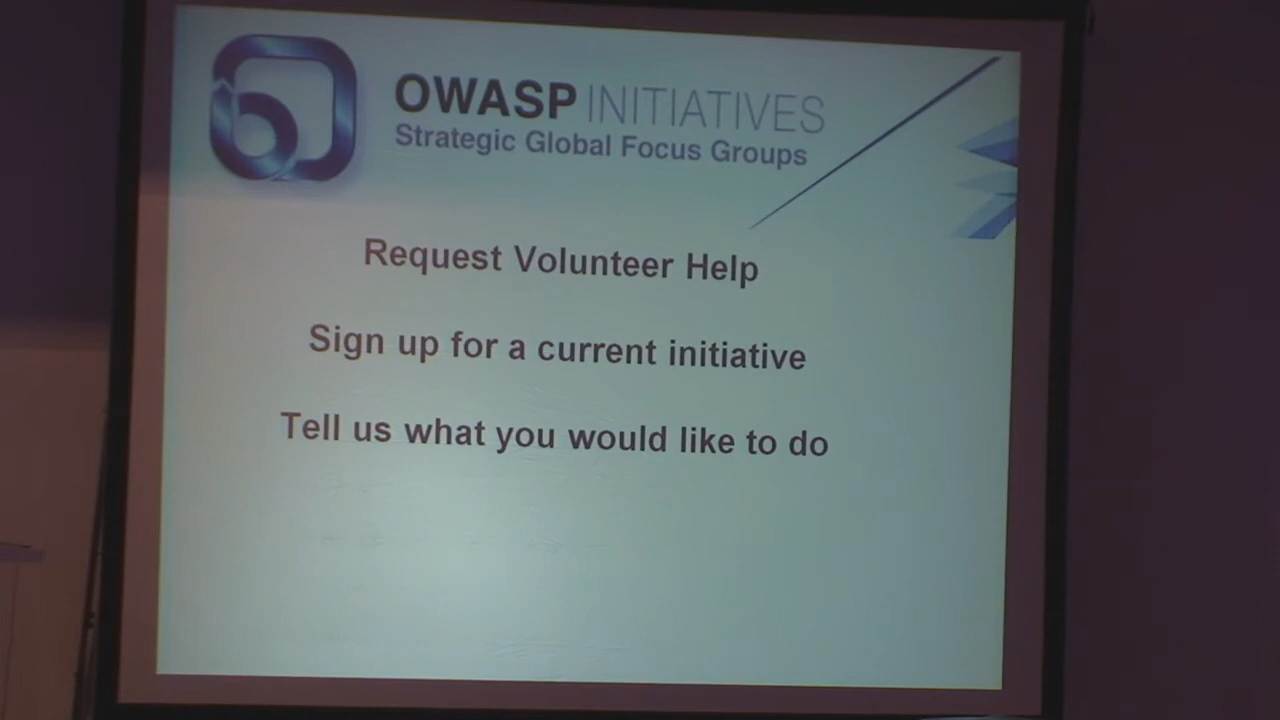 OWASP INITIATIVES
Strategic Global Focus Groups
Request Volunteer Help
Sign up for a current initiative
Tell us what you would like to do